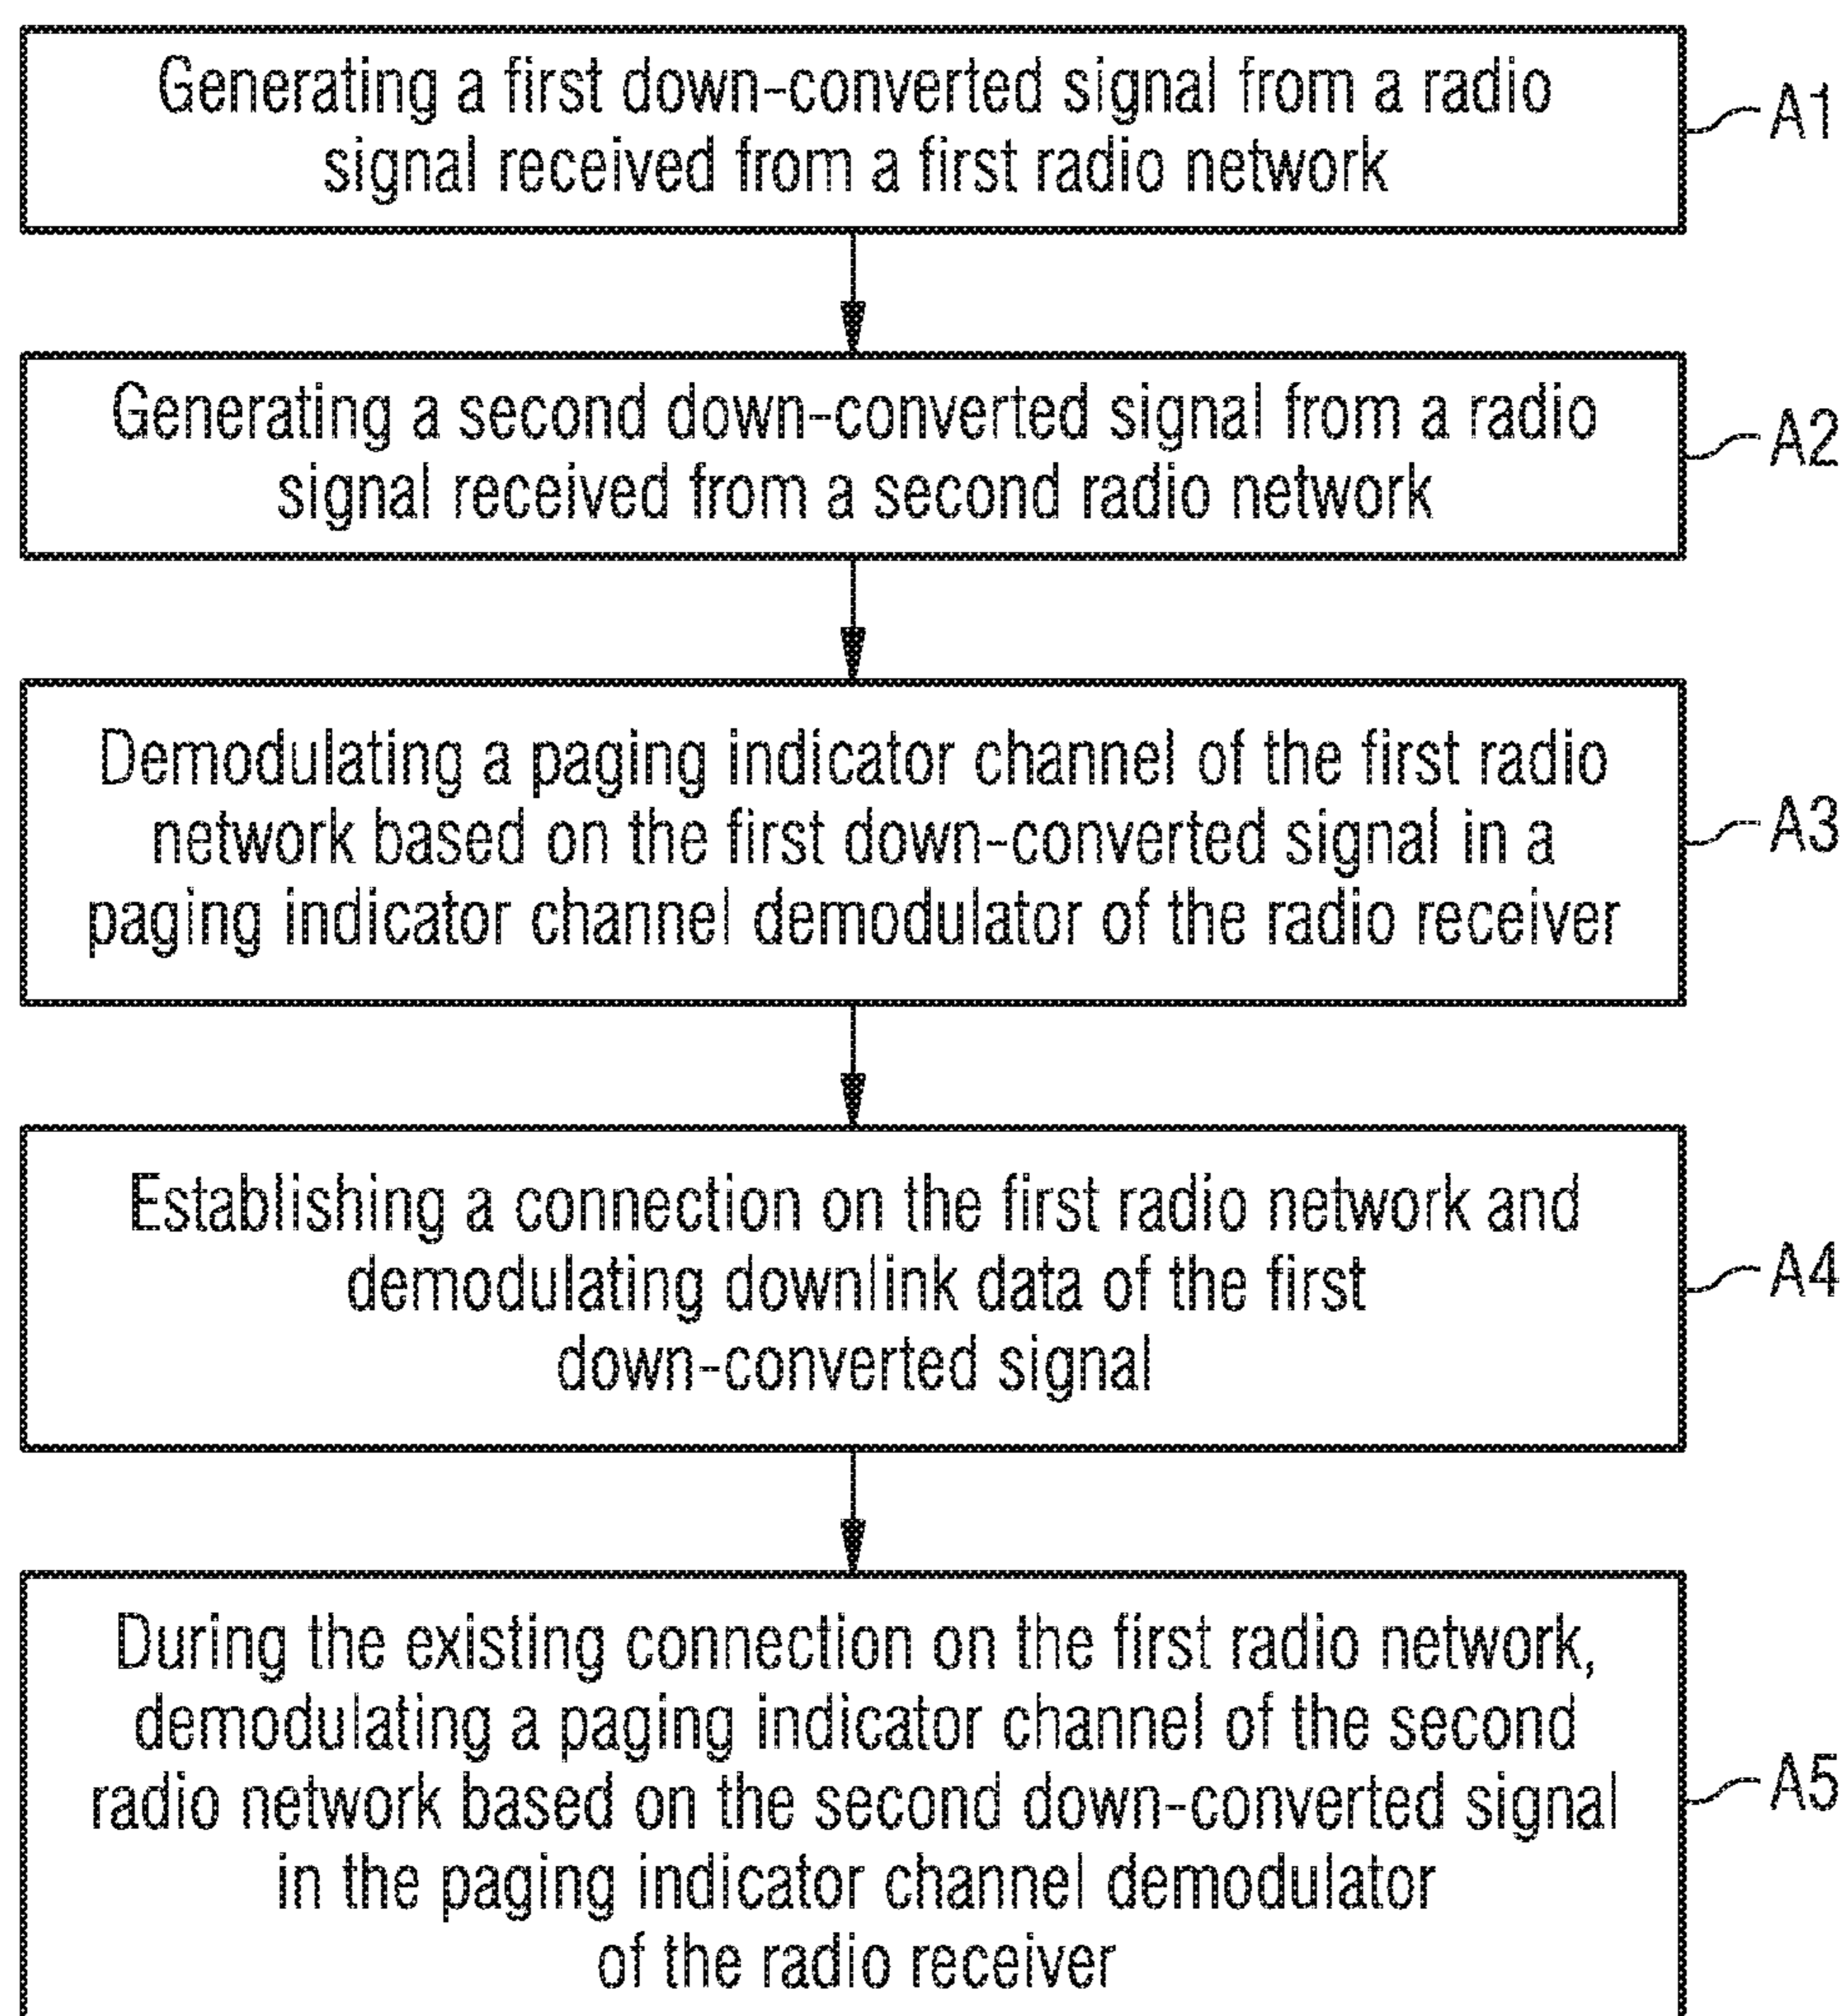 Generating a first down-converted signal from a radio
signal received from a first radio network
A1
Generating a second down-converted signal from a radio
signal received from a second radio network
A2
Demodulating a paging indicator channel of the first radio
network based on the first down-converted signal in a
paging indicator channel demodulator of the radio receiver
A3
Establishing a connection on the first radio network and
demodulating downlink data of the first
down-converted signal
A4
During the existing connection on the first radio network,
demodulating a paging indicator channel of the second
radio network based on the second down-converted signal
in the paging indicator channel demodulator
of the radio receiver
A5